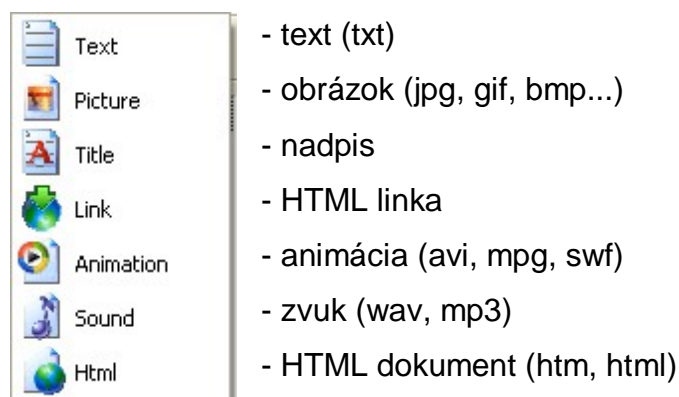 Text - text (txt)
Picture - obrázok (jpg, gif, bmp...)
Title - nadpis
Link - HTML linka
Animation - animácia (avi, mpg, swf)
Sound - zvuk (wav, mp3)
Html - HTML dokument (htm, html)